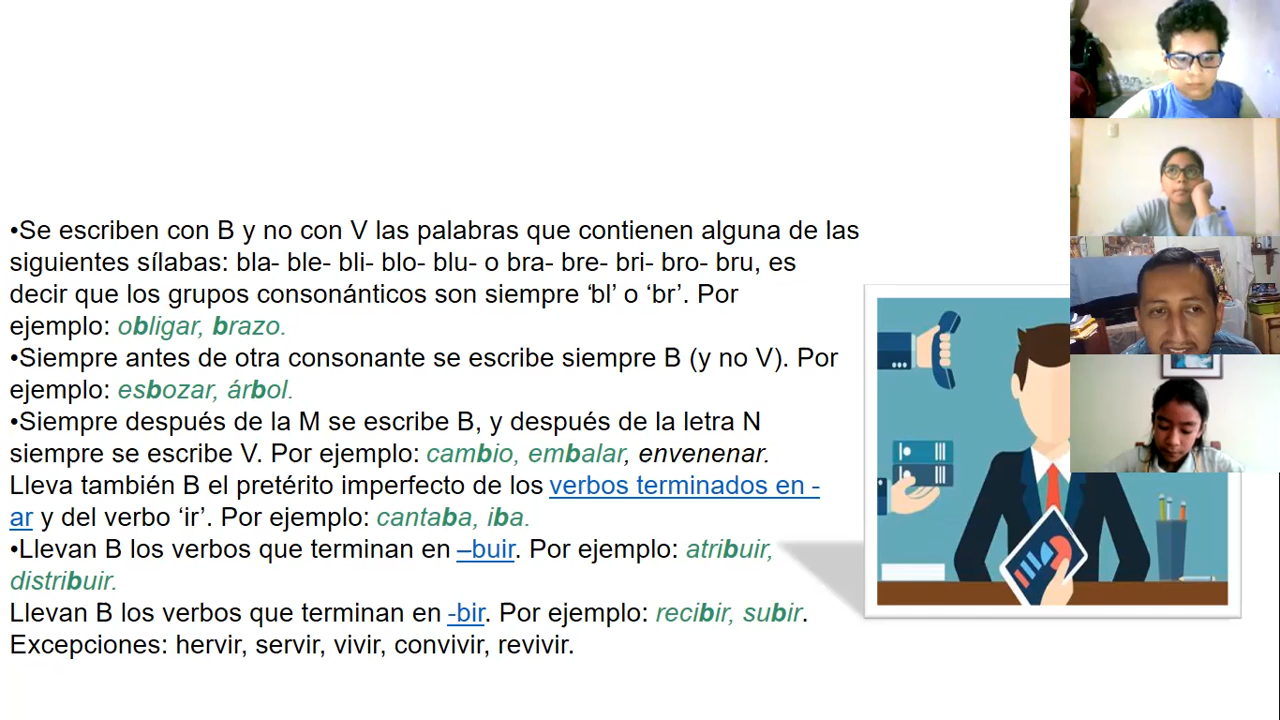 •Se escriben con B y no con V las palabras que contienen alguna de las
siguientes sílabas: bla- ble- bli- blo- blu- o bra- bre- bri- bro- bru, es
decir que los grupos consonánticos son siempre ‘bl’ o ‘br’. Por
ejemplo: obligar, brazo.
•Siempre antes de otra consonante se escribe siempre B (y no V). Por
ejemplo: esbozar, árbol.
•Siempre después de la M se escribe B, y después de la letra N
siempre se escribe V. Por ejemplo: cambio, embalar, envenenar.
Lleva también B el pretérito imperfecto de los verbos terminados en -
ar y del verbo ‘ir’. Por ejemplo: cantaba, iba.
•Llevan B los verbos que terminan en –buir. Por ejemplo: atribuir,
distribuir.
Llevan B los verbos que terminan en -bir. Por ejemplo: recibir, subir.
Excepciones: hervir, servir, vivir, convivir, revivir.